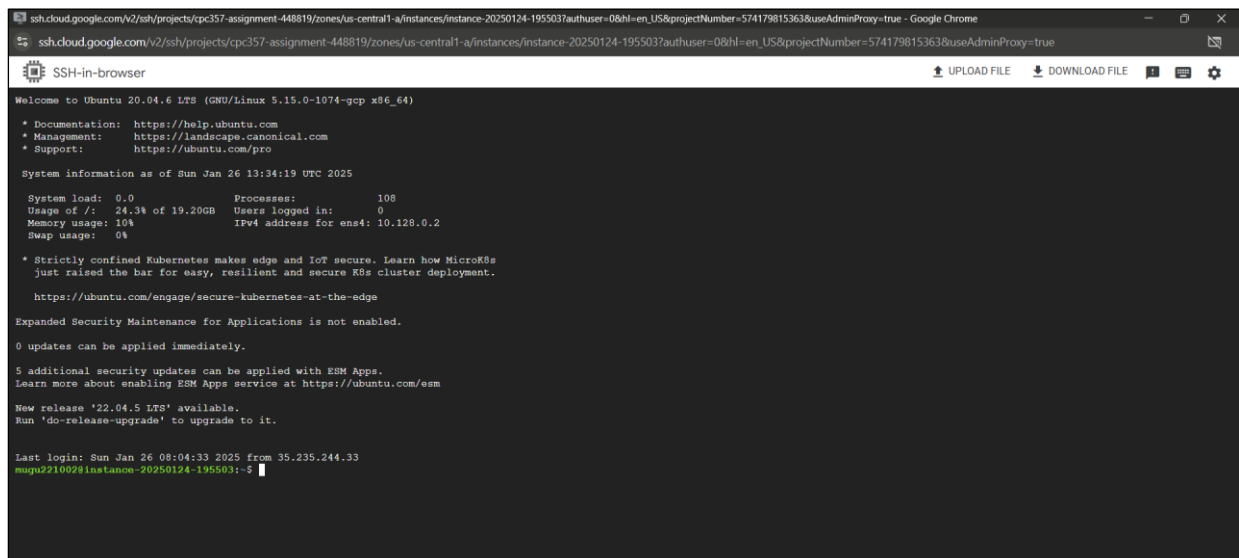 ssh.cloud.google.com/v2/ssh/projects/cpc357-assignment-448819/zones/us-central1-a/instances/instance-20250124-195503?authuser=0&hl=en_US&projectNumber=574179815363&useAdminProxy=true - Google Chrome
ssh.cloud.google.com/v2/ssh/projects/cpc357-assignment-448819/zones/us-central1-a/instances/instance-20250124-195503?authuser=0&hl=en_US&projectNumber=574179815363&useAdminProxy=true
SSH-in-browser UPLOAD FILE DOWNLOAD FILE
Welcome to Ubuntu 20.04.6 LTS (GNU/Linux 5.15.0-1074-gcp x86_64)
* Documentation: https://help.ubuntu.com
* Management: https://landscape.canonical.com
* Support: https://ubuntu.com/pro
System information as of Sun Jan 26 13:34:19 UTC 2025
System load: 0.0 Processes: 108
Usage of /: 24.3% of 19.20GB Users logged in: 0
Memory usage: 10% IPv4 address for ens4: 10.128.0.2
Swap usage: 0%
* Strictly confined Kubernetes makes edge and IoT secure. Learn how MicroK8s
just raised the bar for easy, resilient and secure K8s cluster deployment.
https://ubuntu.com/engage/secure-kubernetes-at-the-edge
Expanded Security Maintenance for Applications is not enabled.
0 updates can be applied immediately.
5 additional security updates can be applied with ESM Apps.
Learn more about enabling ESM Apps service at https://ubuntu.com/esm
New release '22.04.5 LTS' available.
Run 'do-release-upgrade' to upgrade to it.
Last login: Sun Jan 26 08:04:33 2025 from 35.235.244.33
mugu221002@instance-20250124-195503:~$